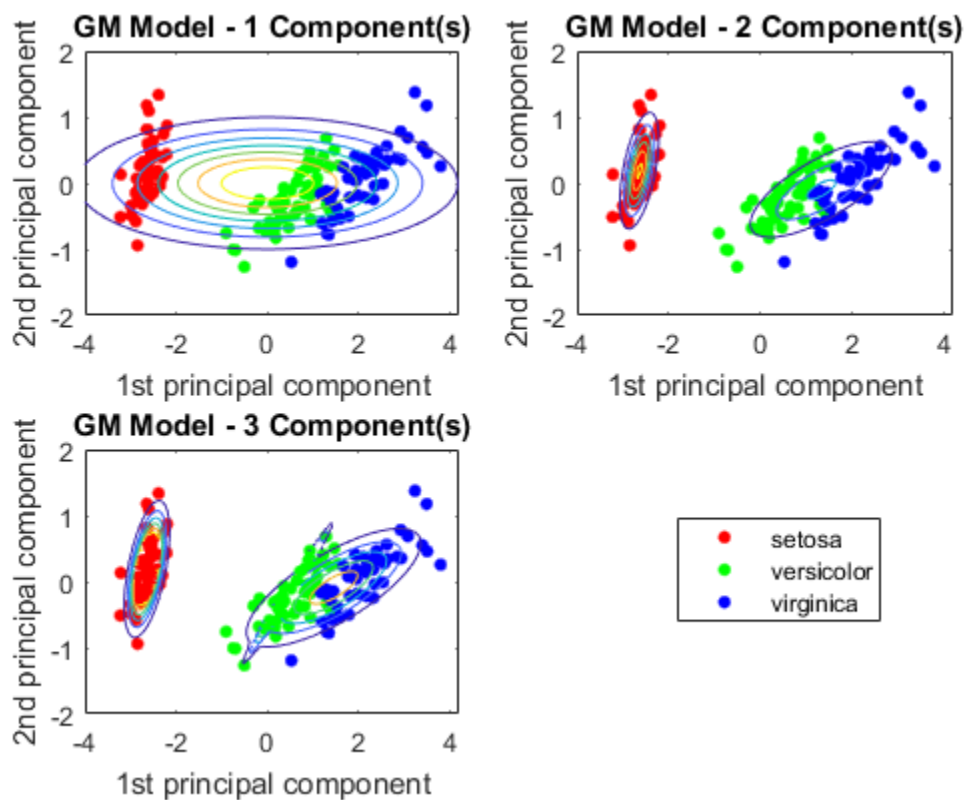 GM Model - 1 Component(s)
2nd principal component
2
1
0
-1
-2
-4
-2
0
2
4
1st principal component
GM Model - 2 Component(s)
2nd principal component
2
1
0
-1
-2
-4
-2
0
2
4
1st principal component
GM Model - 3 Component(s)
2nd principal component
2
1
0
-1
-2
-4
-2
0
2
4
1st principal component
setosa
versicolor
virginica